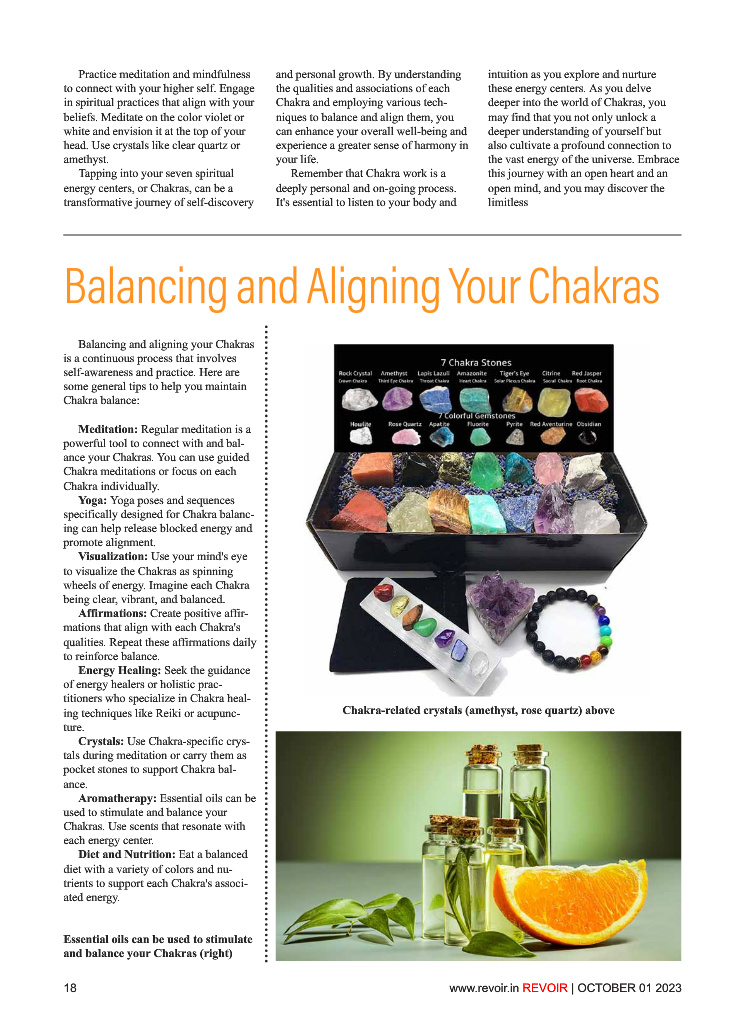 Practice meditation and mindfulness
to connect with your higher self. Engage
in spiritual practices that align with your
beliefs. Meditate on the color violet or
white and envision it at the top of your
head. Use crystals like clear quartz or
amethyst.
Tapping into your seven spiritual
energy centers, or Chakras, can be a
transformative journey of self-discovery
and personal growth. By understanding
the qualities and associations of each
Chakra and employing various tech-
niques to balance and align them, you
can enhance your overall well-being and
experience a greater sense of harmony in
your life.
Remember that Chakra work is a
deeply personal and on-going process.
It's essential to listen to your body and
intuition as you explore and nurture
these energy centers. As you delve
deeper into the world of Chakras, you
may find that you not only unlock a
deeper understanding of yourself but
also cultivate a profound connection to
the vast energy of the universe. Embrace
this journey with an open heart and an
open mind, and you may discover the
limitless
Balancing and Aligning Your Chakras
Balancing and aligning your Chakras
is a continuous process that involves
self-awareness and practice. Here are
some general tips to help you maintain
Chakra balance:
Meditation: Regular meditation is a
powerful tool to connect with and bal-
ance your Chakras. You can use guided
Chakra meditations or focus on each
Chakra individually.
Yoga: Yoga poses and sequences
specifically designed for Chakra balanc-
ing can help release blocked energy and
promote alignment.
Visualization: Use your mind's eye
to visualize the Chakras as spinning
wheels of energy. Imagine each Chakra
being clear, vibrant, and balanced.
Affirmations: Create positive affir-
mations that align with each Chakra's
qualities. Repeat these affirmations daily
to reinforce balance.
Energy Healing: Seek the guidance
of energy healers or holistic prac-
titioners who specialize in Chakra heal-
ing techniques like Reiki or acupunc-
ture.
Crystals: Use Chakra-specific crys-
tals during meditation or carry them as
pocket stones to support Chakra bal-
ance.
Aromatherapy: Essential oils can be
used to stimulate and balance your
Chakras. Use scents that resonate with
each energy center.
Diet and Nutrition: Eat a balanced
diet with a variety of colors and nu-
trients to support each Chakra's associ-
ated energy.
Essential oils can be used to stimulate
and balance your Chakras (right)
7 Chakra Stones
Rock Crystal Amethyst Lapis Lazuli Amazonite Tiger's Eye Citrine Red Jasper
Crown Chakra Third Eye Chakra Throat Chakra Heart Chakra Solar Plexus Chakra Sacral Chakra Root Chakra
7 Colorful Gemstones
Howlite Rose Quartz Apatite Fluorite Pyrite Red Aventurine Obsidian
Chakra-related crystals (amethyst, rose quartz) above
18
www.revoir.in REVOIR | OCTOBER 01 2023